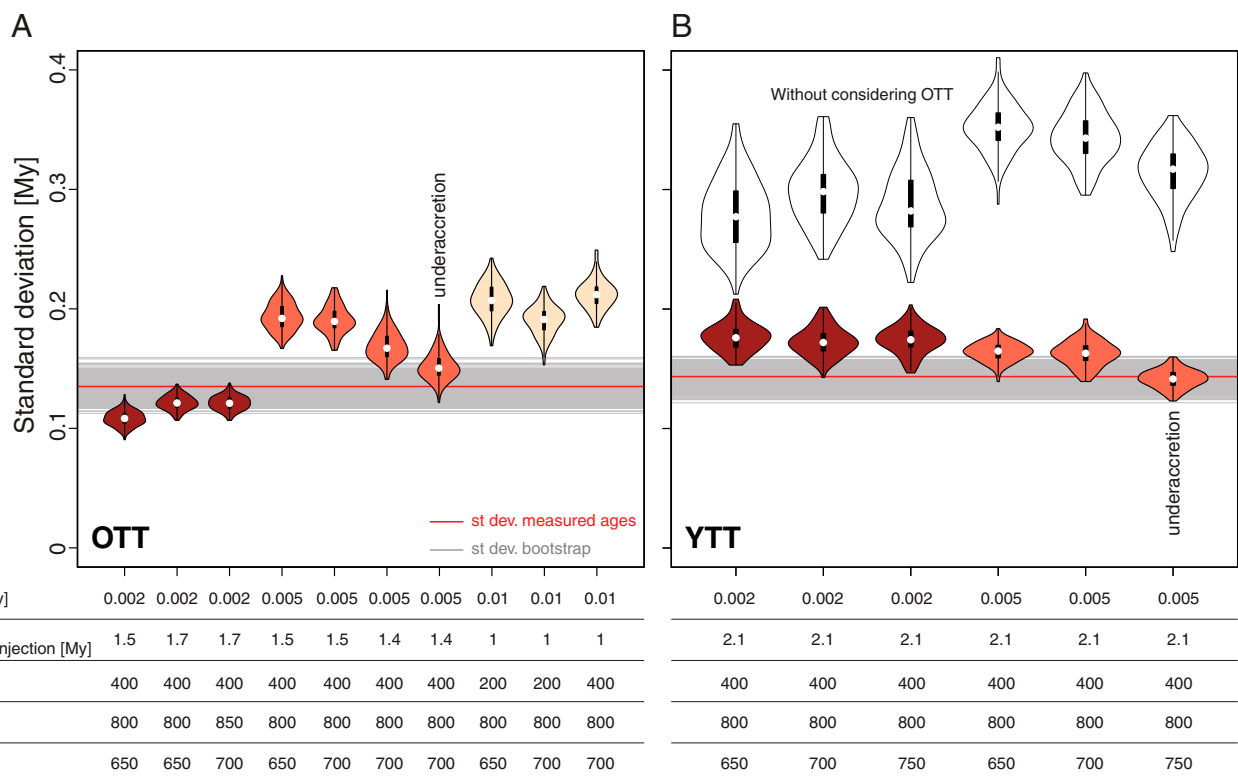 A
B
Standard deviation [My]
0.4
0.3
0.2
0.1
0
Without considering OTT
underaccretion
underaccretion
st dev. measured ages
st dev. bootstrap
OTT
YTT
0.002 0.002 0.002 0.005 0.005 0.005 0.005 0.01 0.01 0.01 0.002 0.002 0.002 0.005 0.005 0.005
njection [My] 1.5 1.7 1.7 1.5 1.5 1.4 1.4 1 1 1 2.1 2.1 2.1 2.1 2.1 2.1
400 400 400 400 400 400 400 200 200 400 400 400 400 400 400 400
800 800 850 800 800 800 800 800 800 800 800 800 800 800 800 800
650 650 700 650 700 700 700 650 700 700 650 700 750 650 700 750